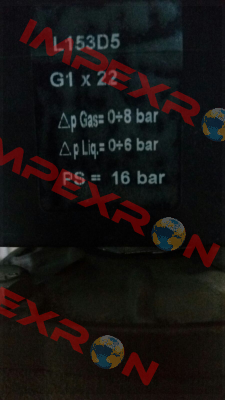 L153D5
G1 x 22
△p Gas= 0÷8 bar
△p Liq.= 0÷6 bar
PS = 16 bar
IMPEXRON
IMPEXRON
IMPEXRON